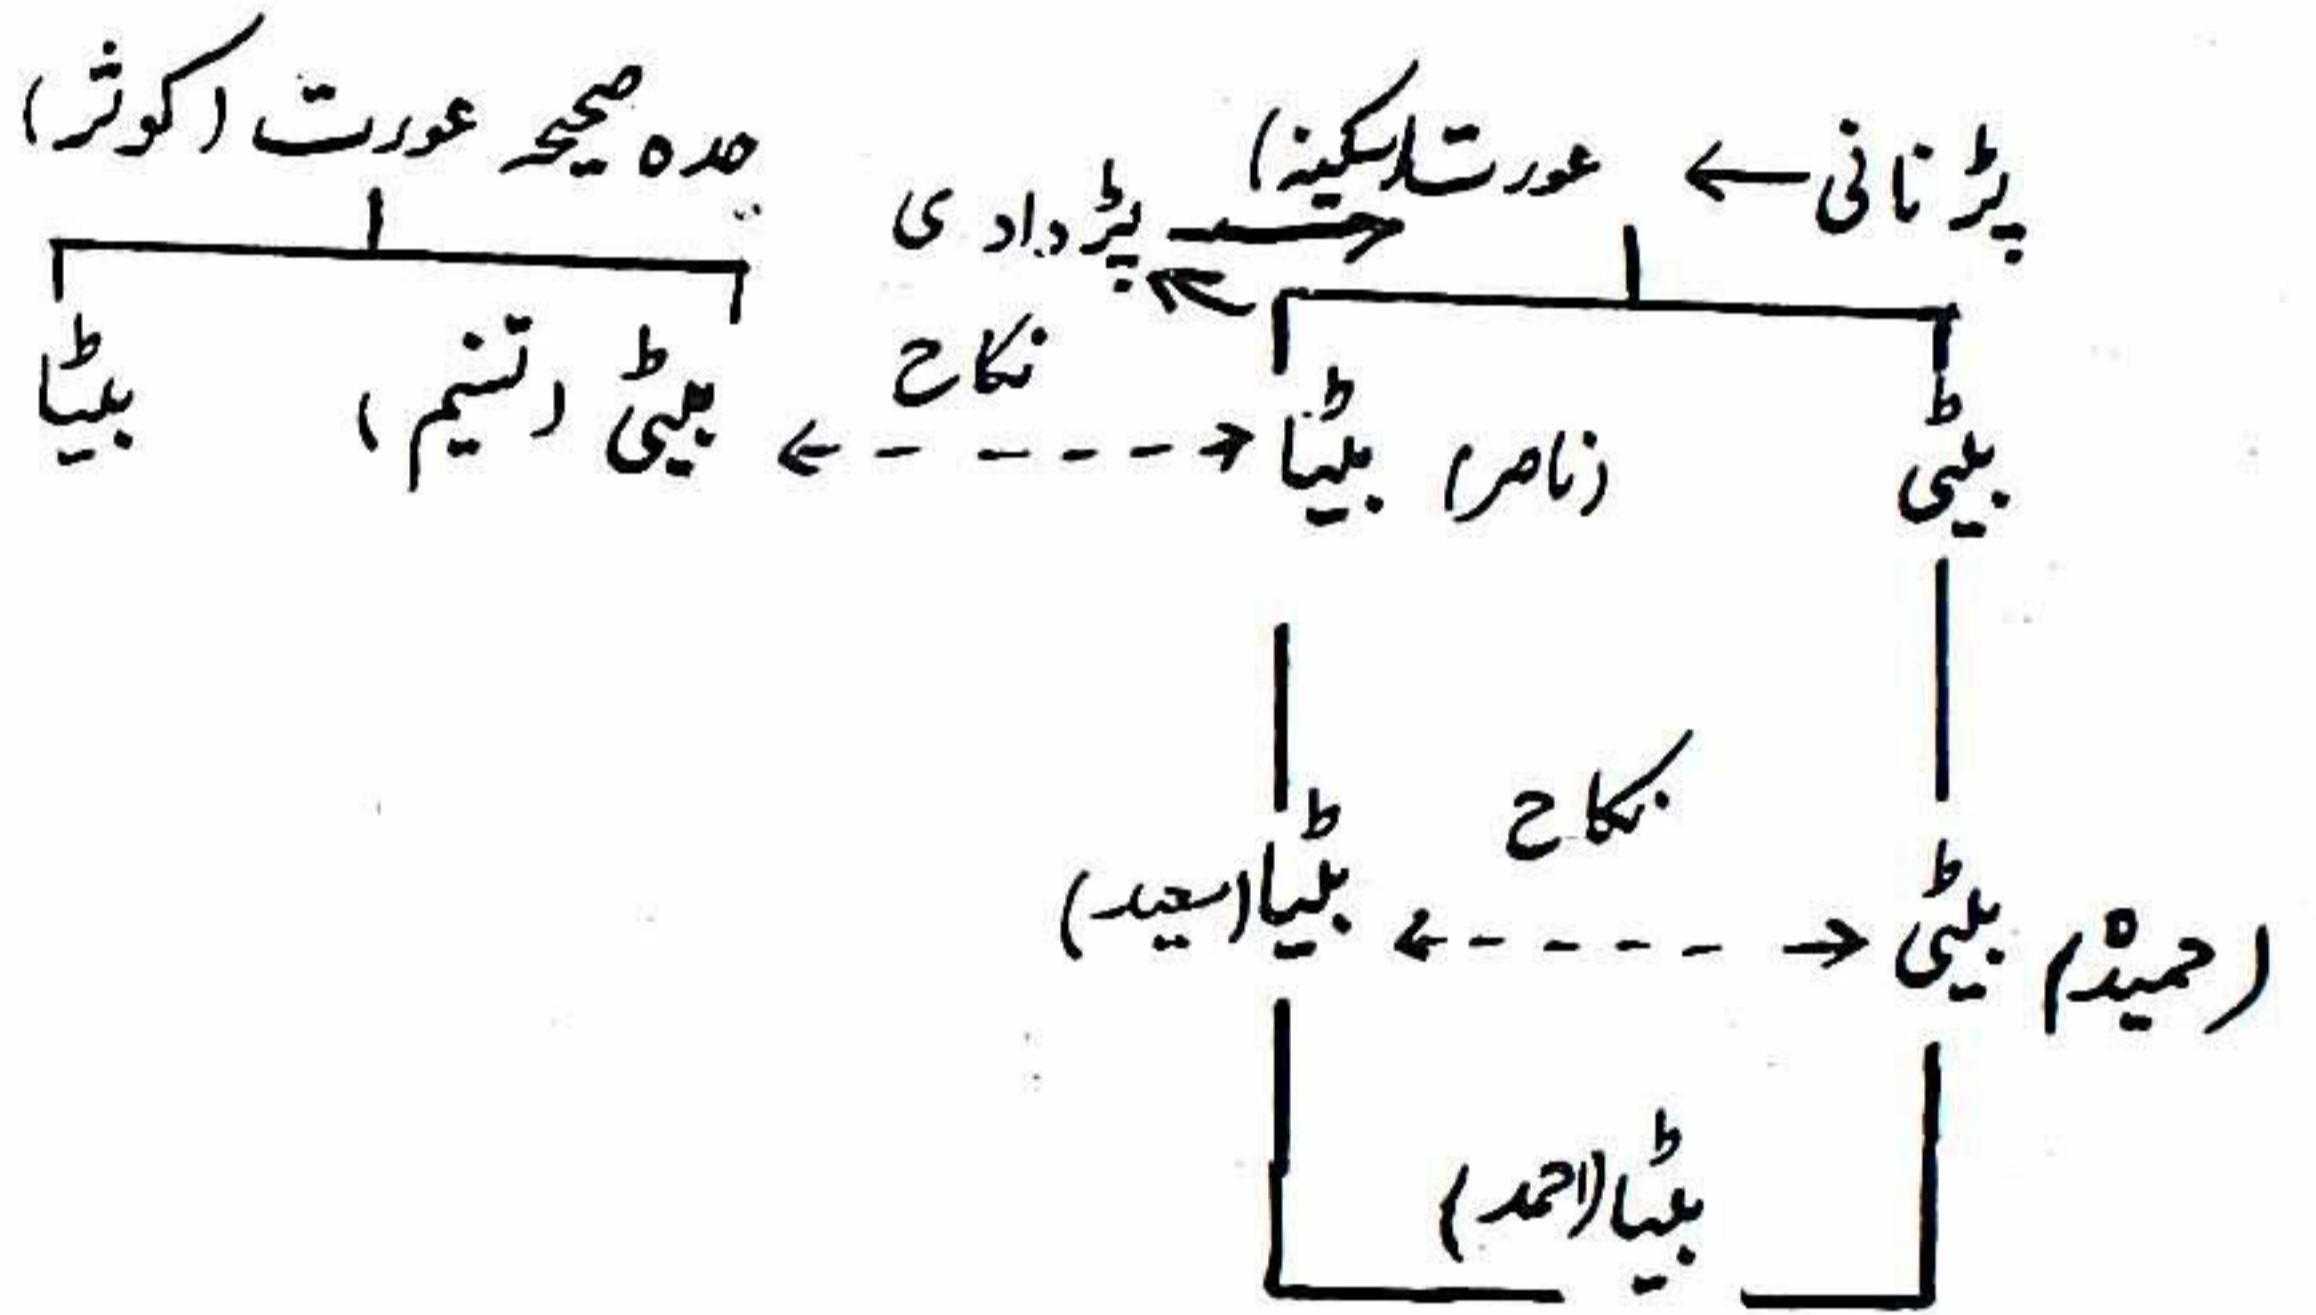 پڑنانی ← عورت (سکینہ)
جدہ صحیحہ عورت (کوثر)
پڑدادی
نکاح
بیٹی
(ناصر) بیٹا
بیٹی (تسنیم)
بیٹا
نکاح
(حمیدہ) بیٹی
بیٹا (سعید)
بیٹا (احمد)